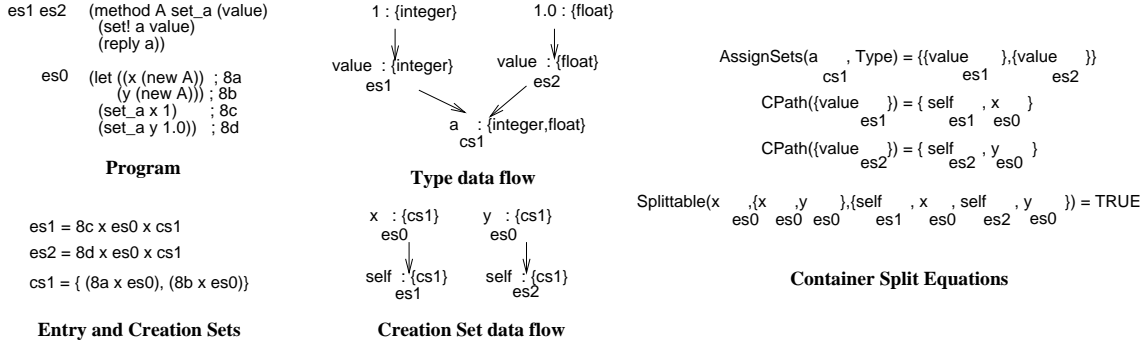 es1 es2 (method A set_a (value)
(set! a value)
(reply a))
es0 (let ((x (new A)) ; 8a
(y (new A))) ; 8b
(set_a x 1) ; 8c
(set_a y 1.0)) ; 8d
Program
es1 = 8c x es0 x cs1
es2 = 8d x es0 x cs1
cs1 = { (8a x es0), (8b x es0)}
Entry and Creation Sets
1 : {integer} 1.0 : {float}
value : {integer} value : {float}
es1 es2
a : {integer,float}
cs1
Type data flow
x : {cs1} y : {cs1}
es0 es0
self : {cs1} self : {cs1}
es1 es2
Creation Set data flow
AssignSets(a , Type) = {{value },{value }}
cs1 es1 es2
CPath({value }) = { self , x }
es1 es1 es0
CPath({value }) = { self , y }
es2 es2 es0
Splittable(x ,{x ,y },{self , x , self , y }) = TRUE
es0 es0 es0 es1 es0 es2 es0
Container Split Equations